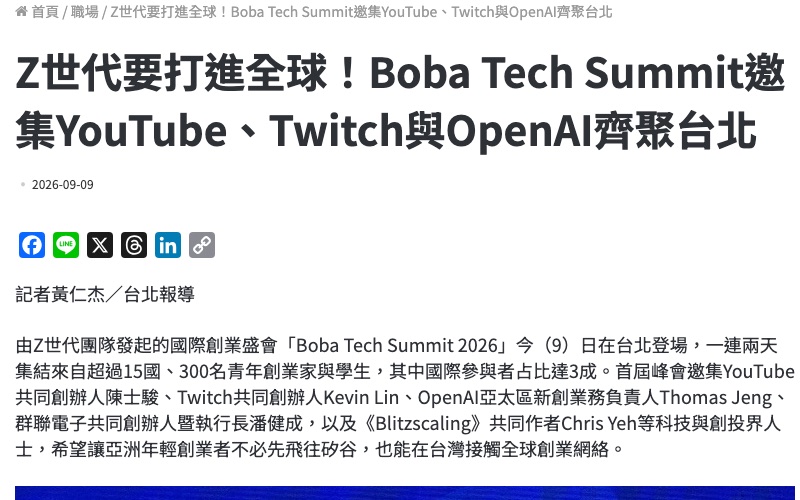 首頁 / 職場 / Z世代要打進全球！Boba Tech Summit邀集YouTube、Twitch與OpenAI齊聚台北
Z世代要打進全球！Boba Tech Summit邀
集YouTube、Twitch與OpenAI齊聚台北
2026-09-09
LINE
in
記者黃仁杰／台北報導
由Z世代團隊發起的國際創業盛會「Boba Tech Summit 2026」今（9）日在台北登場，一連兩天
集結來自超過15國、300名青年創業家與學生，其中國際參與者占比達3成。首屆峰會邀集YouTube
共同創辦人陳士駿、Twitch共同創辦人Kevin Lin、OpenAI亞太區新創業務負責人Thomas Jeng、
群聯電子共同創辦人暨執行長潘健成，以及《Blitzscaling》共同作者Chris Yeh等科技與創投界人
士，希望讓亞洲年輕創業者不必先飛往矽谷，也能在台灣接觸全球創業網絡。